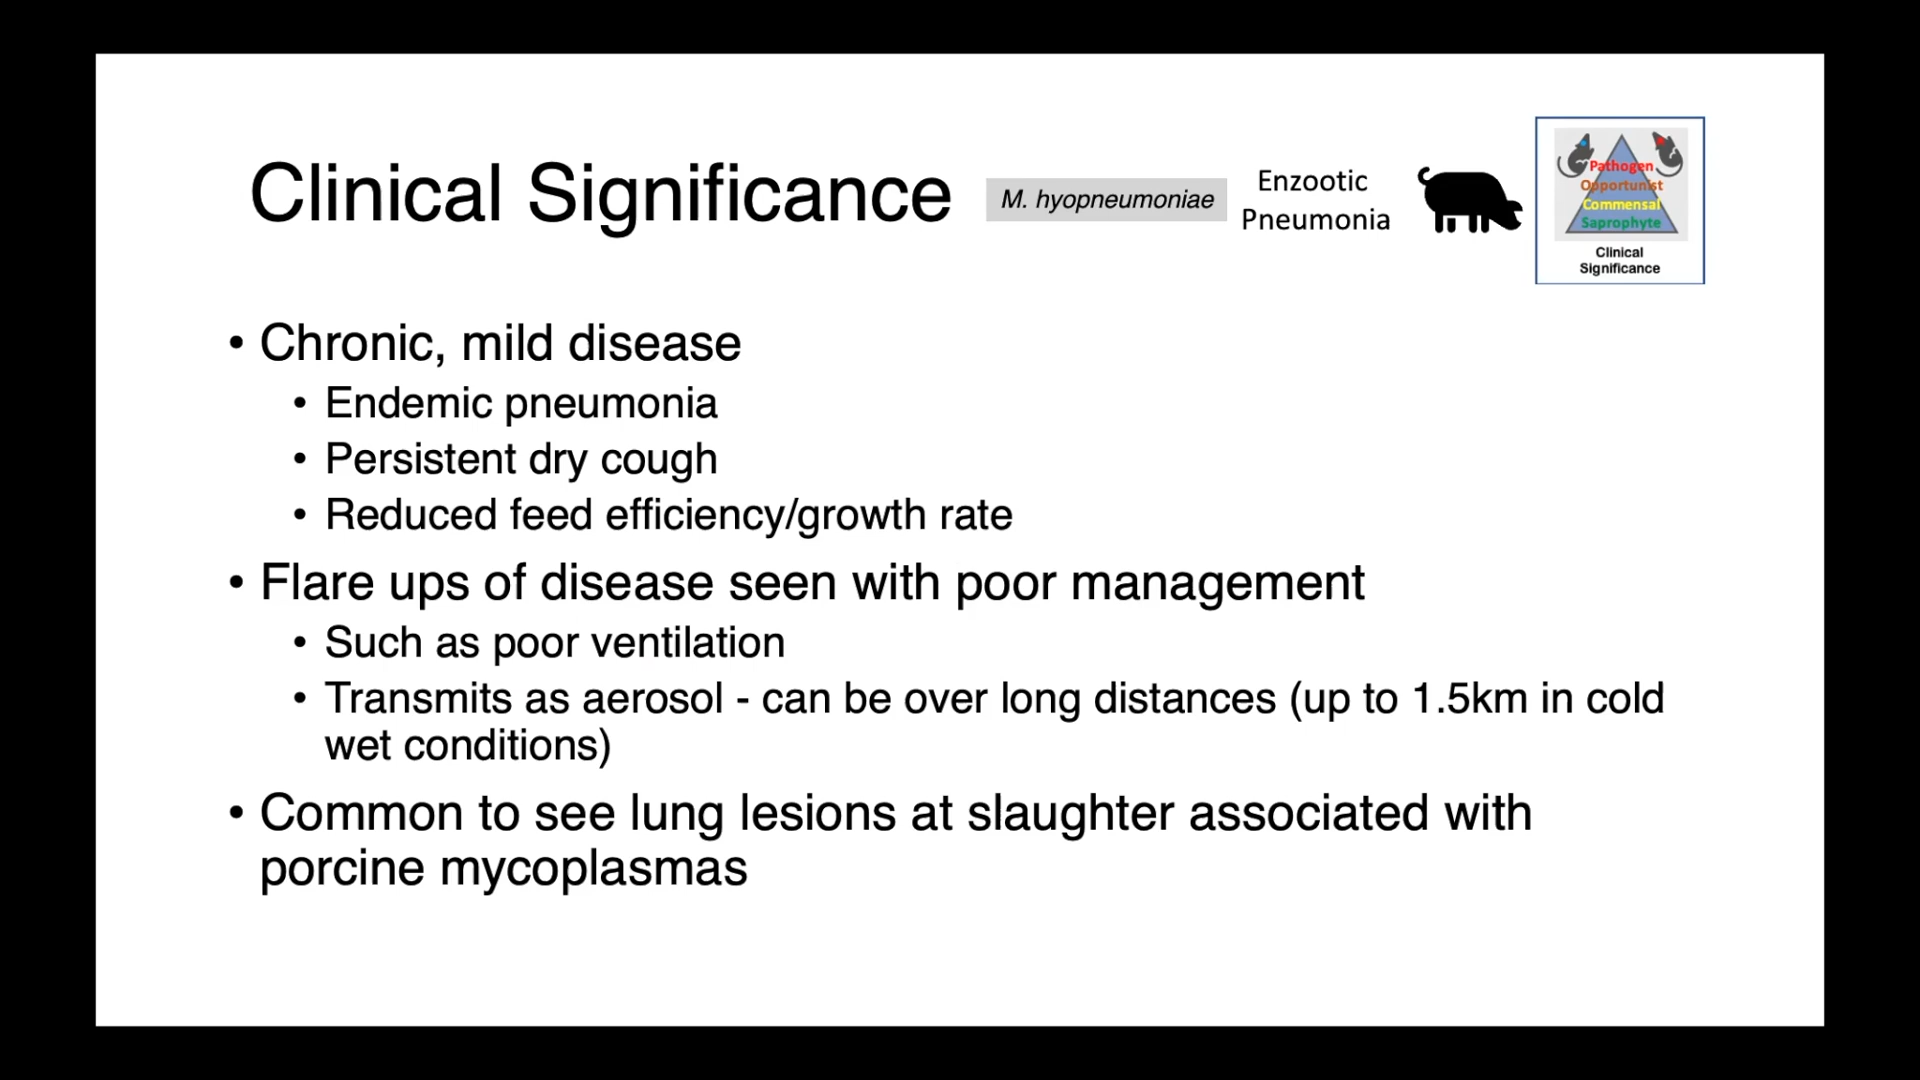 Clinical Significance
M. hyopneumoniae
Enzootic
Pneumonia
Pathogen
Opportunist
Commensal
Saprophyte
Clinical
Significance
• Chronic, mild disease
• Endemic pneumonia
• Persistent dry cough
• Reduced feed efficiency/growth rate
• Flare ups of disease seen with poor management
• Such as poor ventilation
• Transmits as aerosol - can be over long distances (up to 1.5km in cold
wet conditions)
• Common to see lung lesions at slaughter associated with
porcine mycoplasmas